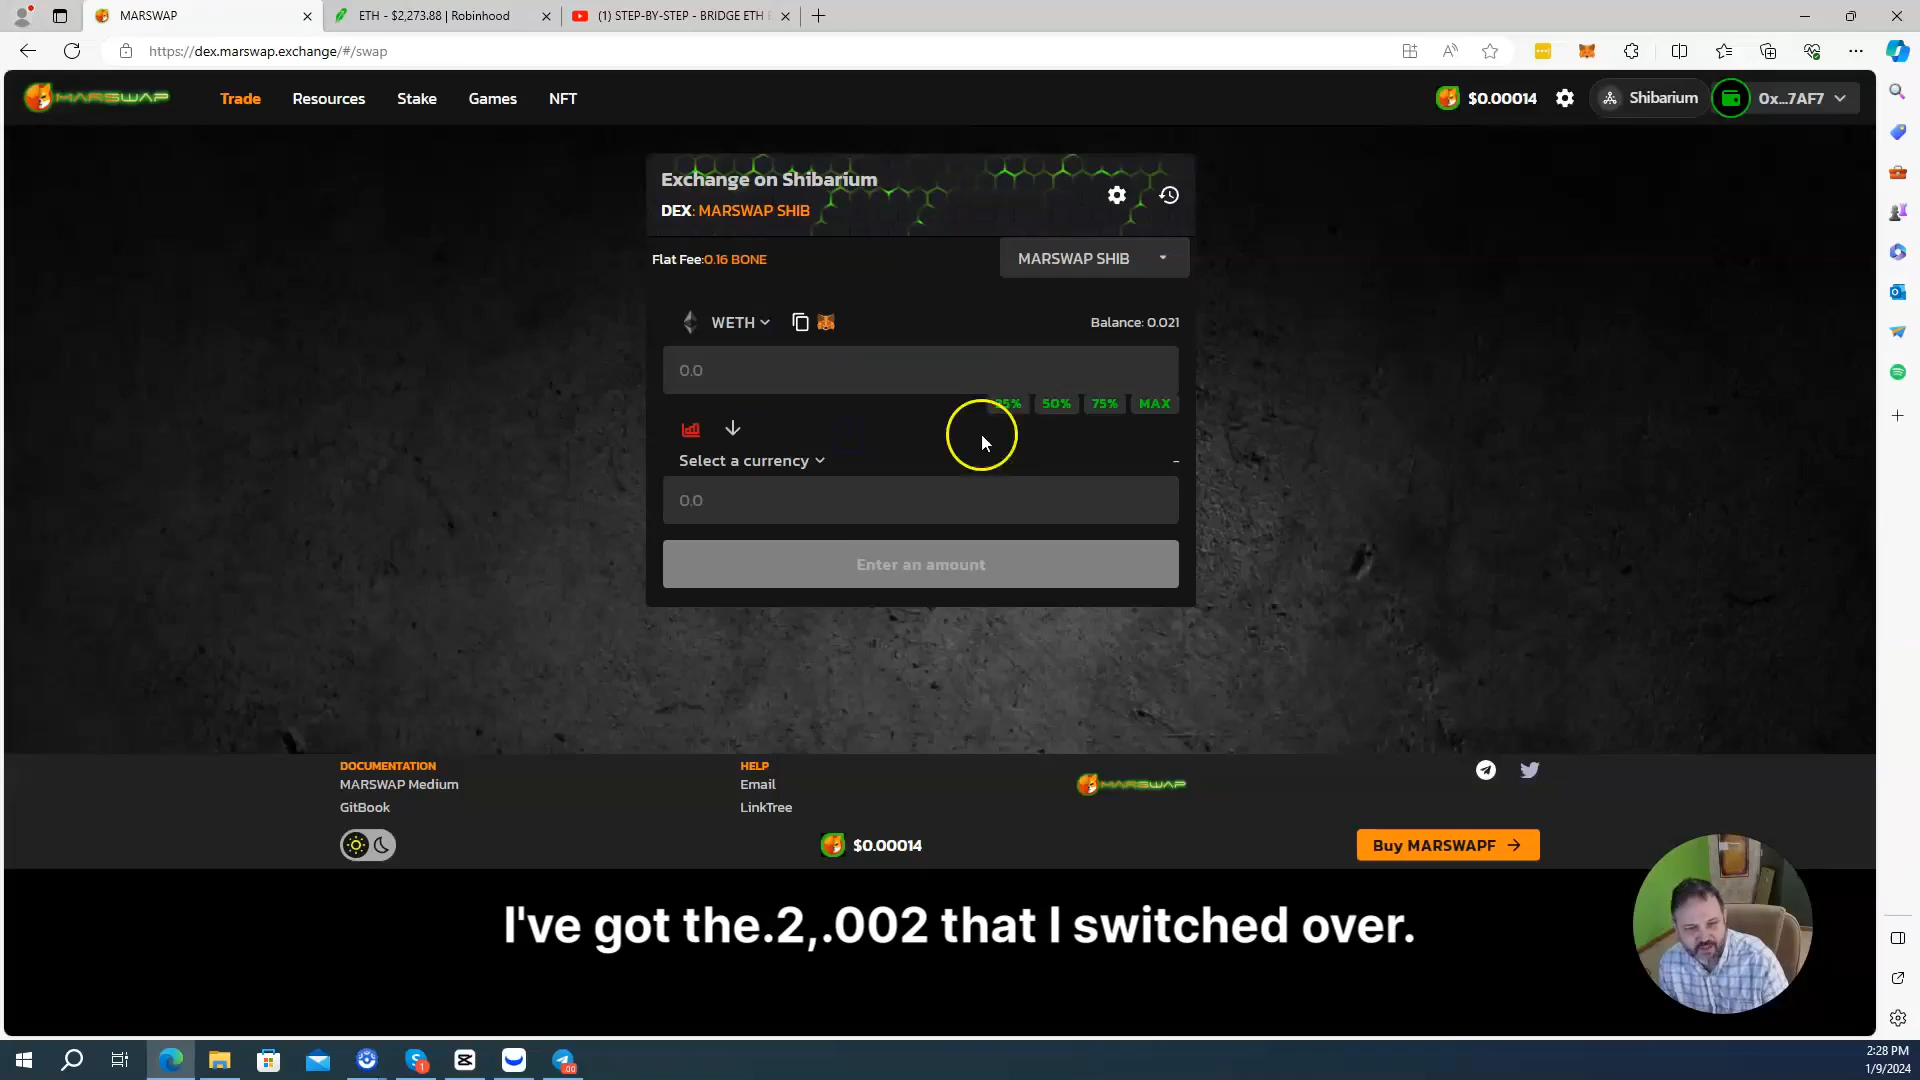 MARSWAP
ETH - $2,273.88 | Robinhood
(1) STEP-BY-STEP - BRIDGE ETH
https://dex.marswap.exchange/#/swap
MARSWAP
Trade
Resources
Stake
Games
NFT
$0.00014
Shibarium
0x...7AF7
Exchange on Shibarium
DEX: MARSWAP SHIB
Flat Fee:0.16 BONE
MARSWAP SHIB
WETH
Balance: 0.021
0.0
25% 50% 75% MAX
Select a currency
-
0.0
Enter an amount
DOCUMENTATION
MARSWAP Medium
GitBook
HELP
Email
LinkTree
MARSWAP
$0.00014
Buy MARSWAPF
I've got the.2,.002 that I switched over.
2:28 PM
1/9/2024